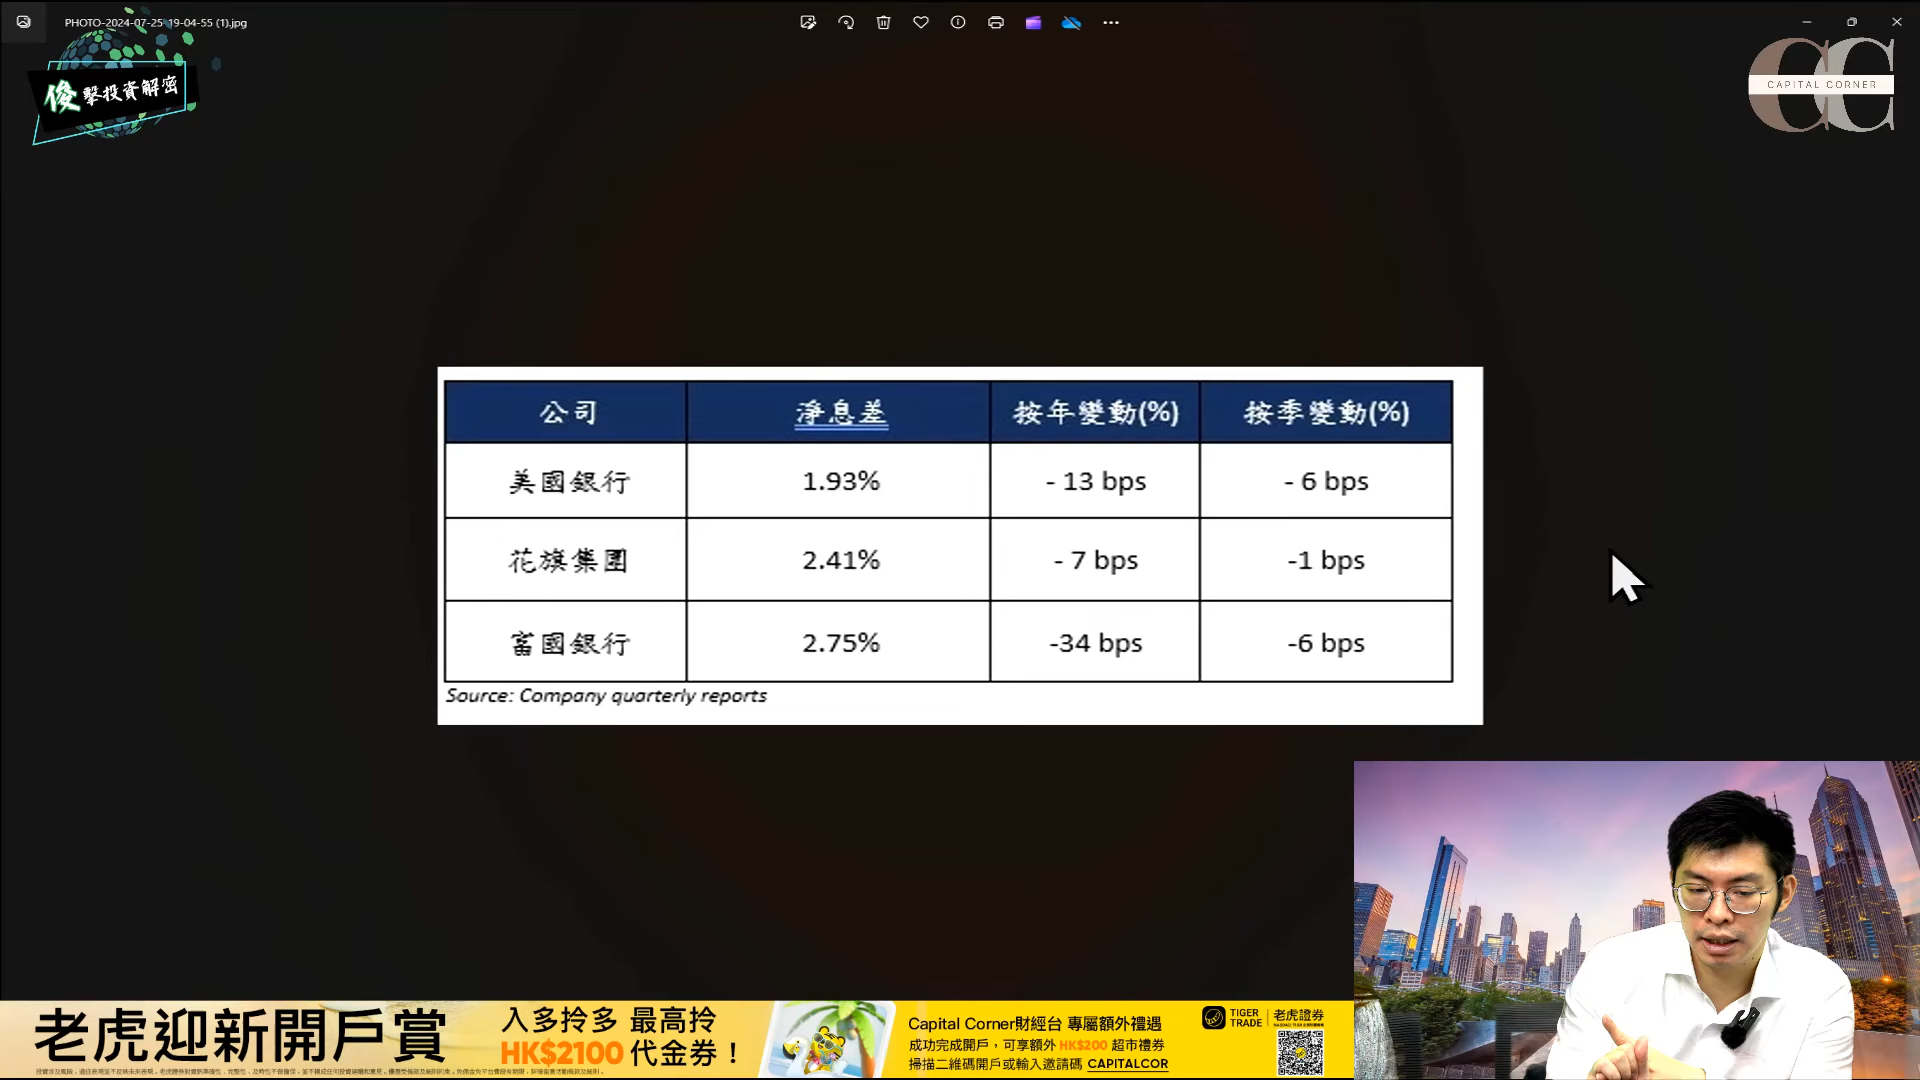 PHOTO-2024-07-25-19-04-55 (1).jpg
俊擊投資解密
CC
CAPITAL CORNER
公司 淨息差 按年變動(%) 按季變動(%)
美國銀行 1.93% - 13 bps - 6 bps
花旗集團 2.41% - 7 bps -1 bps
富國銀行 2.75% -34 bps -6 bps
Source: Company quarterly reports
老虎迎新開戶賞
入多拎多 最高拎
HK$2100 代金券！
Capital Corner財經台 專屬額外禮遇
成功完成開戶，可享額外 HK$200 超市禮券
掃描二維碼開戶或輸入邀請碼 CAPITALCOR
TIGER TRADE 老虎證券